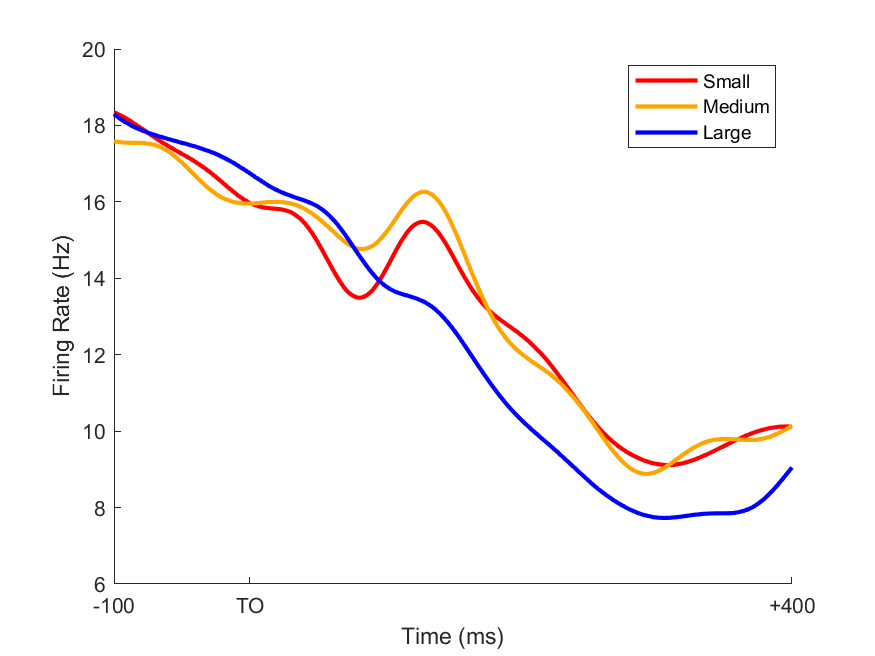 20
Small
Medium
Large
18
16
14
12
10
8
6
Firing Rate (Hz)
-100 TO +400
Time (ms)